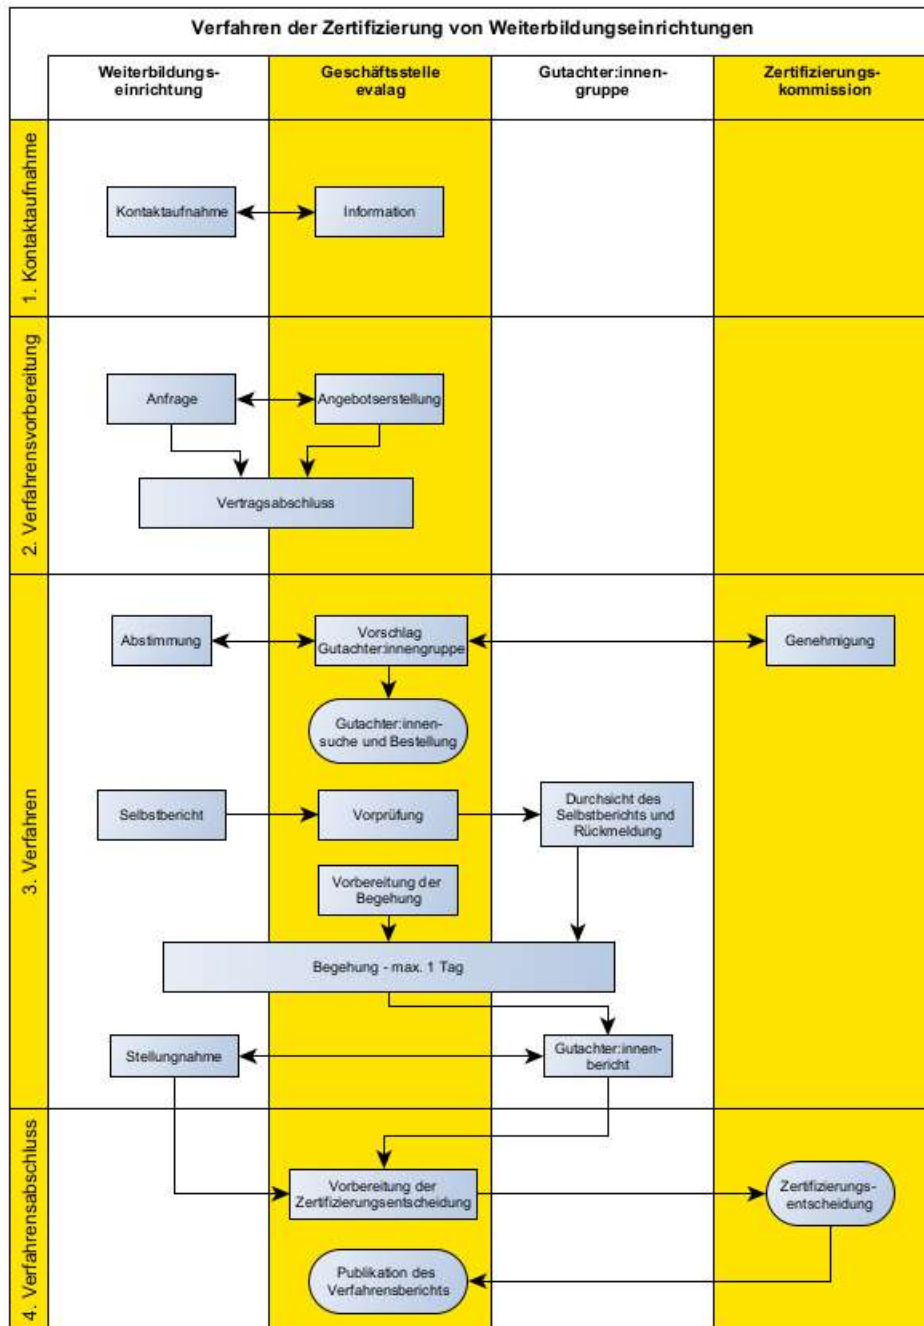 Verfahren der Zertifizierung von Weiterbildungseinrichtungen
Weiterbildungs-
einrichtung
Geschäftsstelle
evalag
Gutachter:innen
gruppe
Zertifizierungs-
kommission
1. Kontaktaufnahme
Kontaktaufnahme
Information
2. Verfahrensvorbereitung
Anfrage
Angebotserstellung
Vertragsabschluss
3. Verfahren
Abstimmung
Vorschlag
Gutachter:innengruppe
Genehmigung
Gutachter:innen-
suche und Bestellung
Selbstbericht
Vorprüfung
Durchsicht des
Selbstberichts und
Rückmeldung
Vorbereitung der
Begehung
Begehung - max. 1 Tag
Stellungnahme
Gutachter:innen-
bericht
4. Verfahrensabschluss
Vorbereitung der
Zertifizierungsentscheidung
Zertifizierungs-
entscheidung
Publikation des
Verfahrensberichts